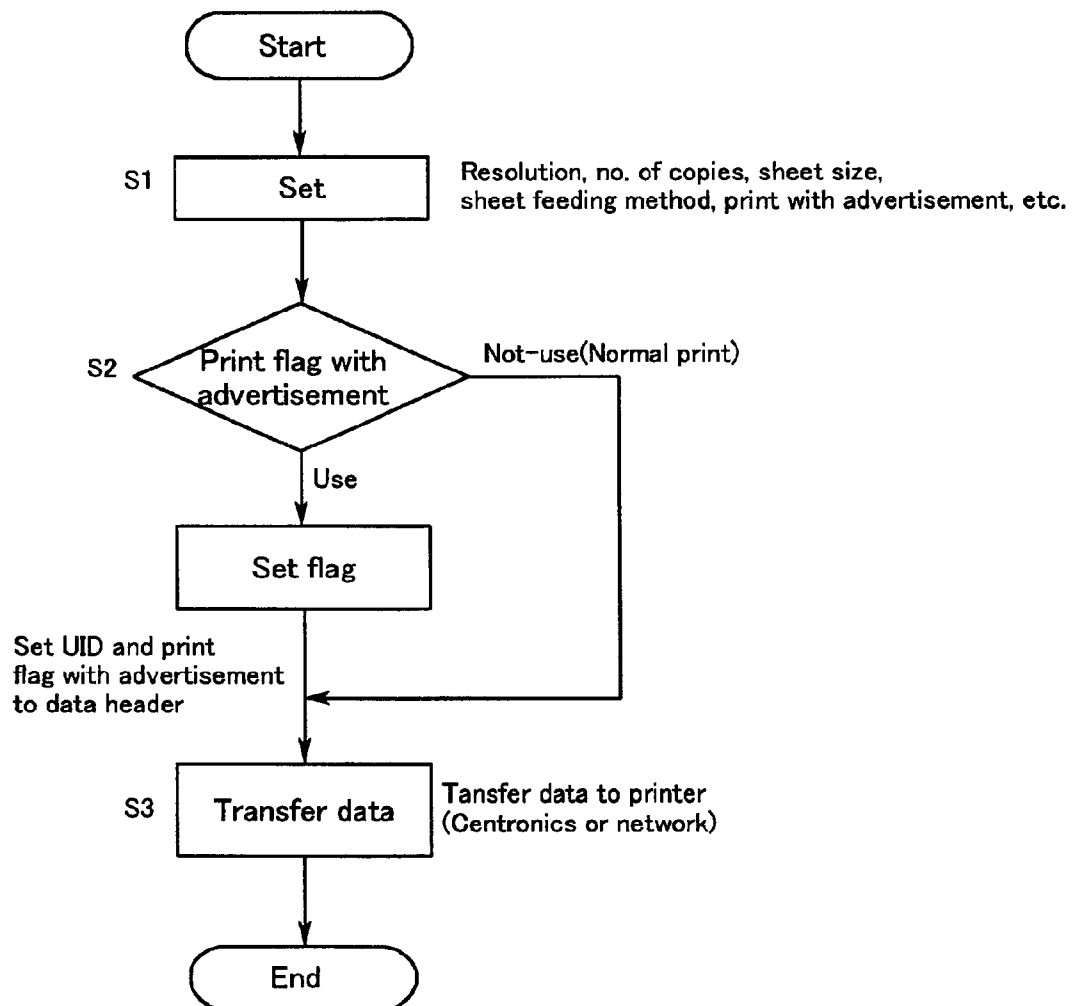 Start
S1
Set
Resolution, no. of copies, sheet size,
sheet feeding method, print with advertisement, etc.
S2
Print flag with
advertisement
Not-use(Normal print)
Use
Set flag
Set UID and print
flag with advertisement
to data header
S3
Transfer data
Tansfer data to printer
(Centronics or network)
End